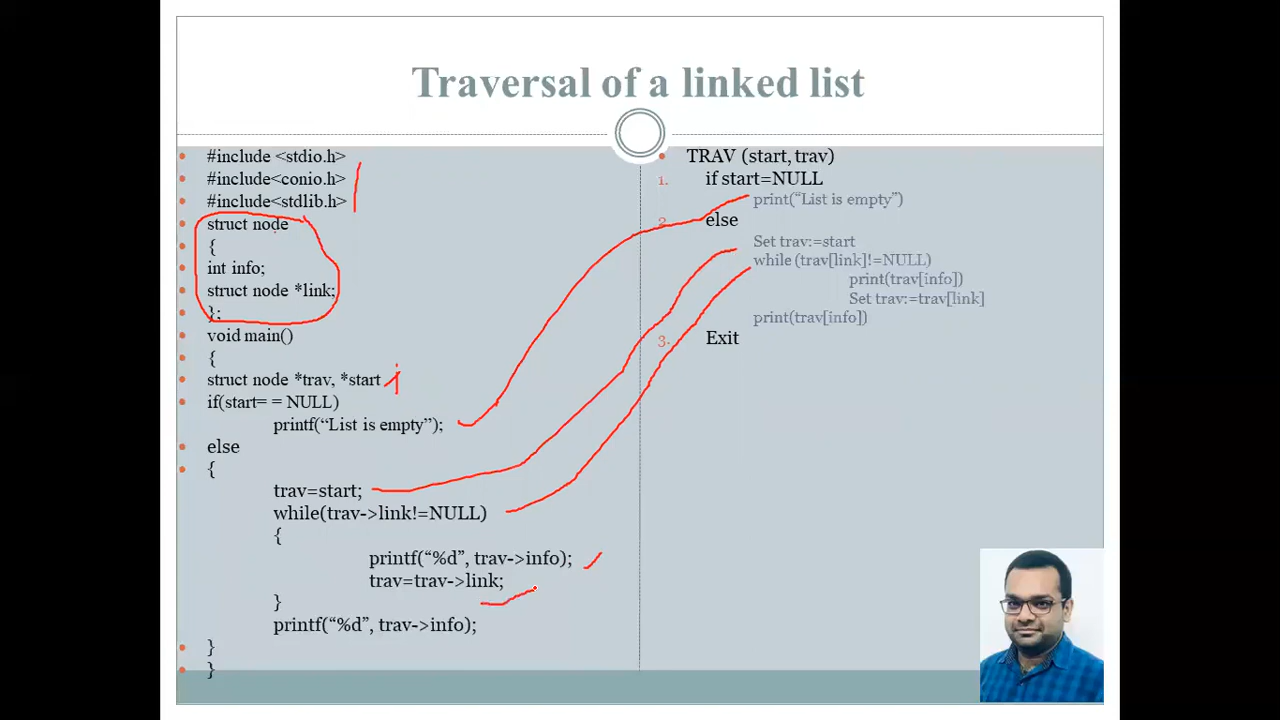 Traversal of a linked list
#include <stdio.h>
#include<conio.h>
#include<stdlib.h>
struct node
{
int info;
struct node *link;
};
void main()
{
struct node *trav, *start;
if(start= = NULL)
printf(“List is empty”);
else
{
trav=start;
while(trav->link!=NULL)
{
printf(“%d”, trav->info);
trav=trav->link;
}
printf(“%d”, trav->info);
}
}
TRAV (start, trav)
1. if start=NULL
print(“List is empty”)
2. else
Set trav:=start
while (trav[link]!=NULL)
print(trav[info])
Set trav:=trav[link]
print(trav[info])
3. Exit